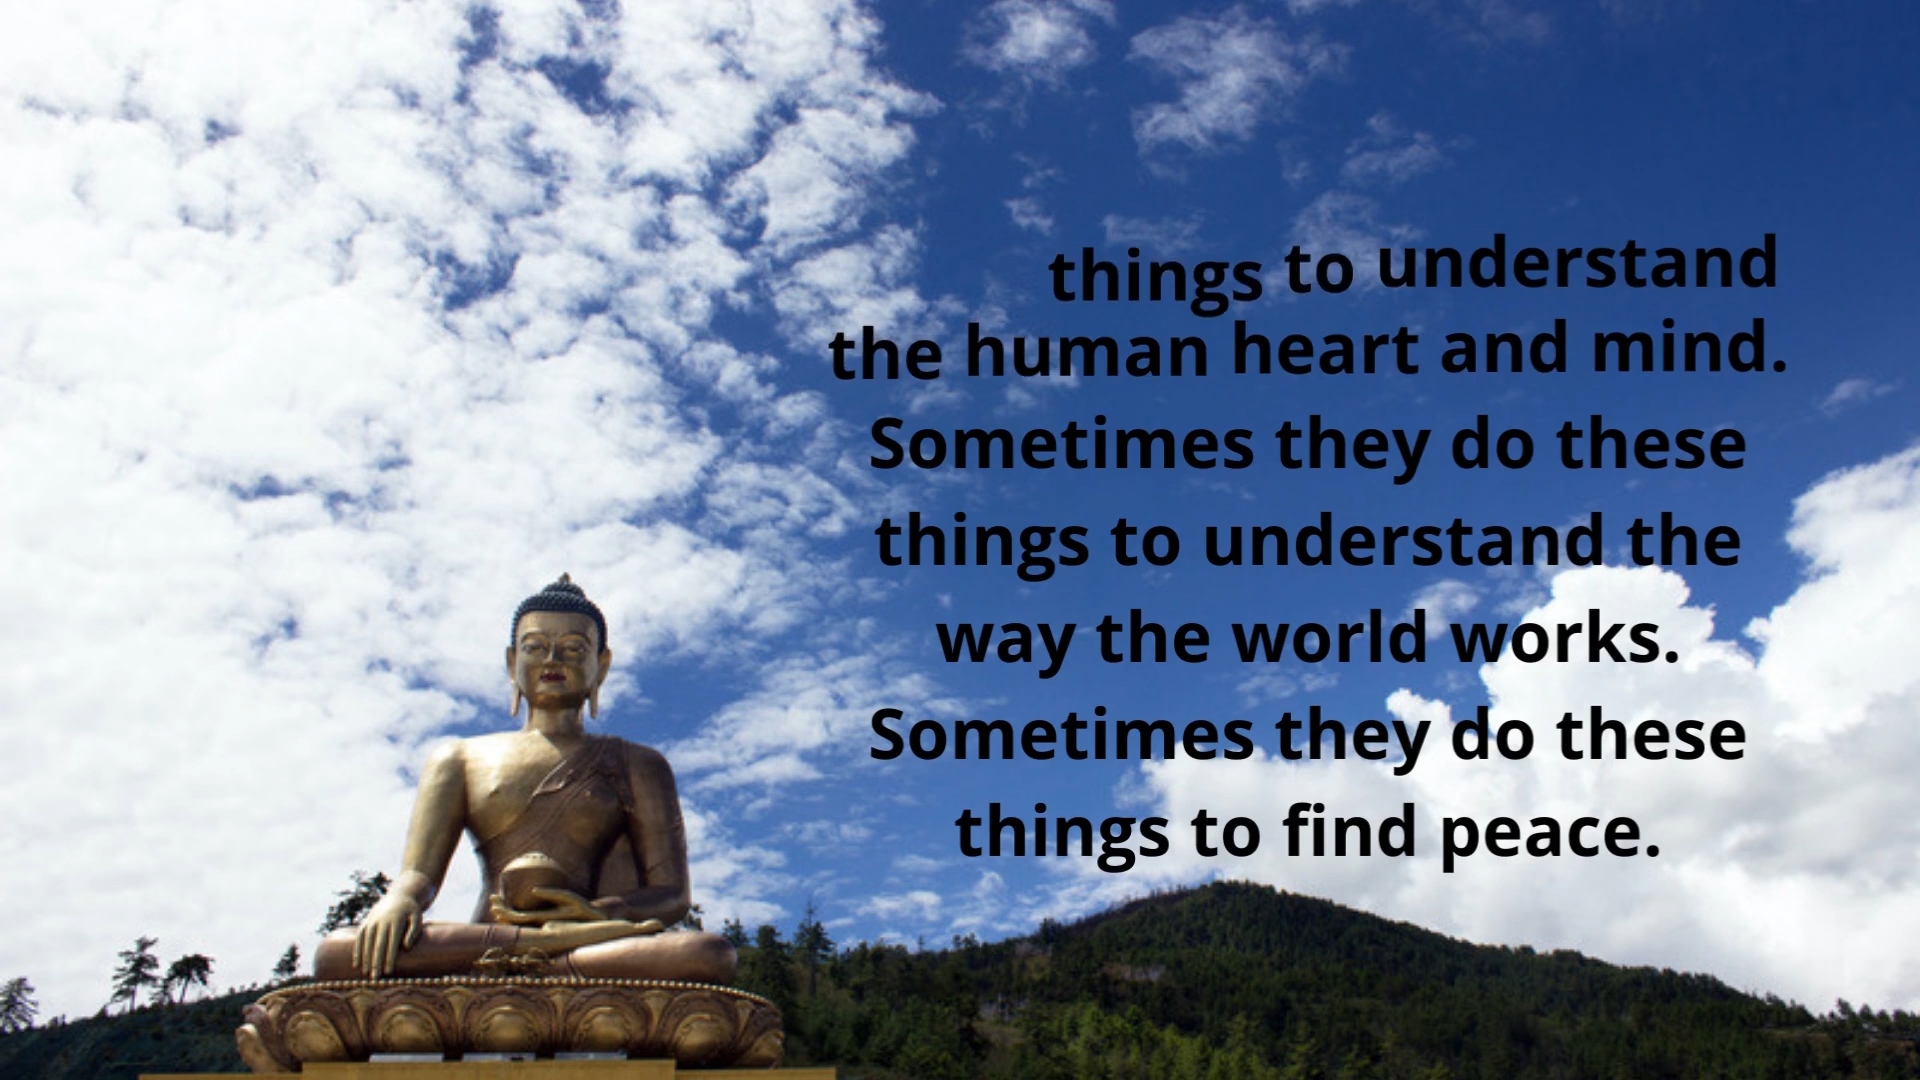 things to understand
the human heart and mind.
Sometimes they do these
things to understand the
way the world works.
Sometimes they do these
things to find peace.